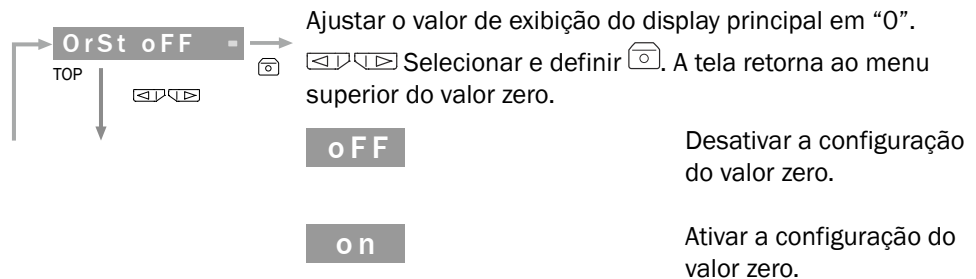 Ajustar o valor de exibição do display principal em “0”.
OrSt oFF
TOP
Selecionar e definir . A tela retorna ao menu
superior do valor zero.
oFF
Desativar a configuração
do valor zero.
on
Ativar a configuração do
valor zero.